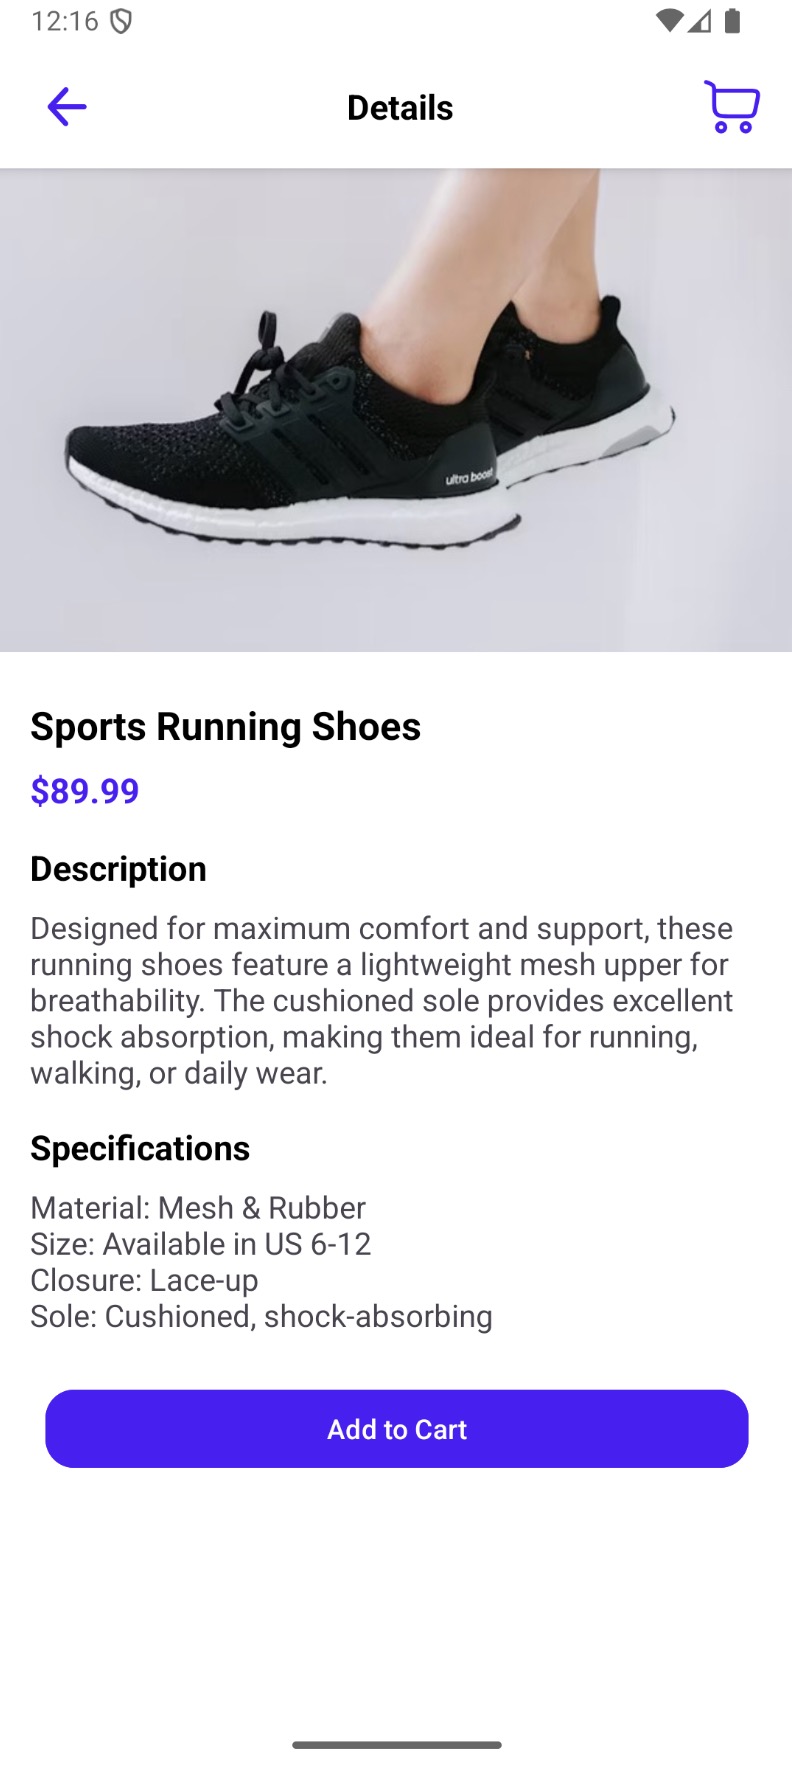 12:16
Details
ultra boost
Sports Running Shoes
$89.99
Description
Designed for maximum comfort and support, these
running shoes feature a lightweight mesh upper for
breathability. The cushioned sole provides excellent
shock absorption, making them ideal for running,
walking, or daily wear.
Specifications
Material: Mesh & Rubber
Size: Available in US 6-12
Closure: Lace-up
Sole: Cushioned, shock-absorbing
Add to Cart